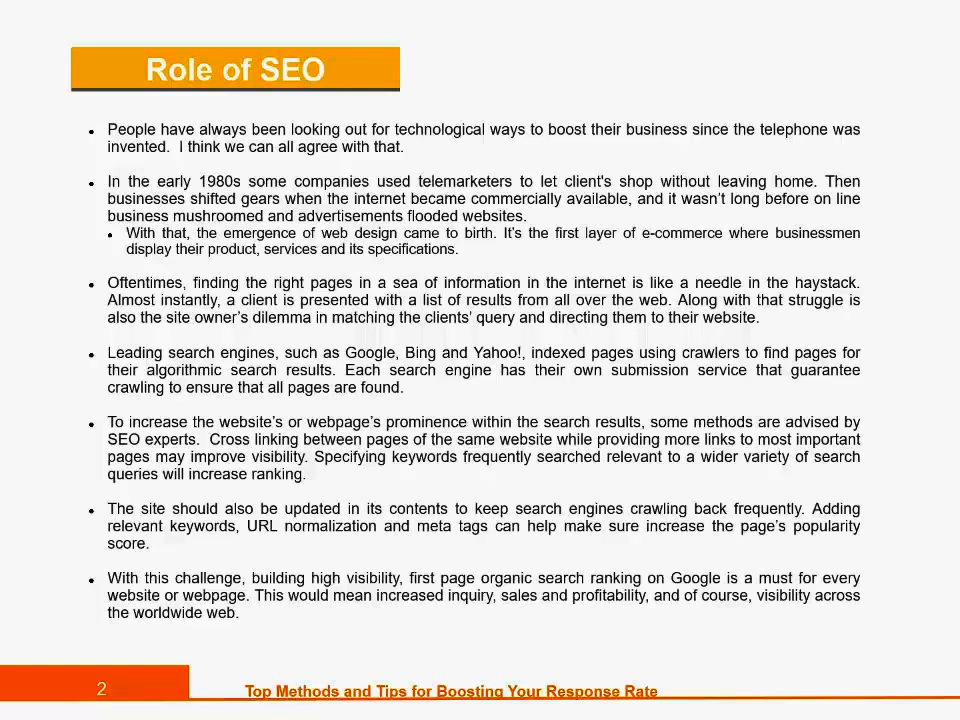 Role of SEO
People have always been looking out for technological ways to boost their business since the telephone was
invented.  I think we can all agree with that.
In the early 1980s some companies used telemarketers to let client's shop without leaving home. Then
businesses shifted gears when the internet became commercially available, and it wasn’t long before on line
business mushroomed and advertisements flooded websites.
With that, the emergence of web design came to birth. It’s the first layer of e-commerce where businessmen
display their product, services and its specifications.
Oftentimes, finding the right pages in a sea of information in the internet is like a needle in the haystack.
Almost instantly, a client is presented with a list of results from all over the web. Along with that struggle is
also the site owner’s dilemma in matching the clients' query and directing them to their website.
Leading search engines, such as Google, Bing and Yahoo!, indexed pages using crawlers to find pages for
their algorithmic search results. Each search engine has their own submission service that guarantee
crawling to ensure that all pages are found.
To increase the website’s or webpage’s prominence within the search results, some methods are advised by
SEO experts.  Cross linking between pages of the same website while providing more links to most important
pages may improve visibility. Specifying keywords frequently searched relevant to a wider variety of search
queries will increase ranking.
The site should also be updated in its contents to keep search engines crawling back frequently. Adding
relevant keywords, URL normalization and meta tags can help make sure increase the page’s popularity
score.
With this challenge, building high visibility, first page organic search ranking on Google is a must for every
website or webpage. This would mean increased inquiry, sales and profitability, and of course, visibility across
the worldwide web.
2
Top Methods and Tips for Boosting Your Response Rate